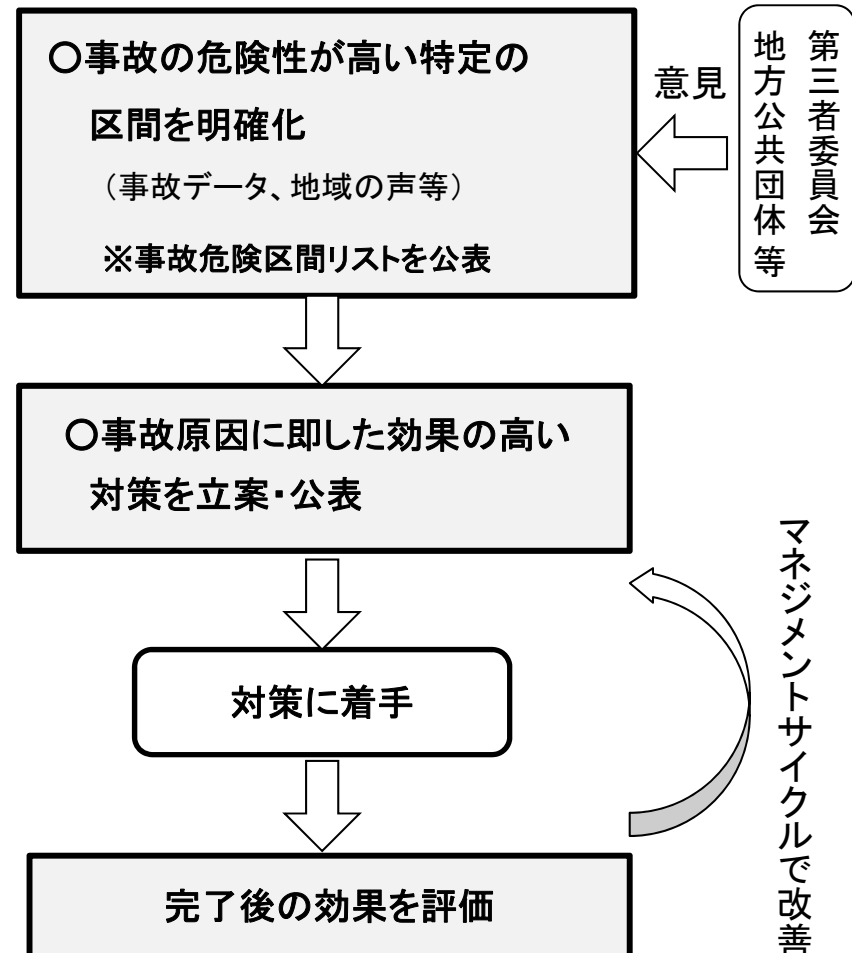 〇事故の危険性が高い特定の
区間を明確化
（事故データ、地域の声等）
※事故危険区間リストを公表
意見
第三者委員会
地方公共団体 等
〇事故原因に即した効果の高い
対策を立案・公表
対策に着手
完了後の効果を評価
マネジメントサイクルで改善